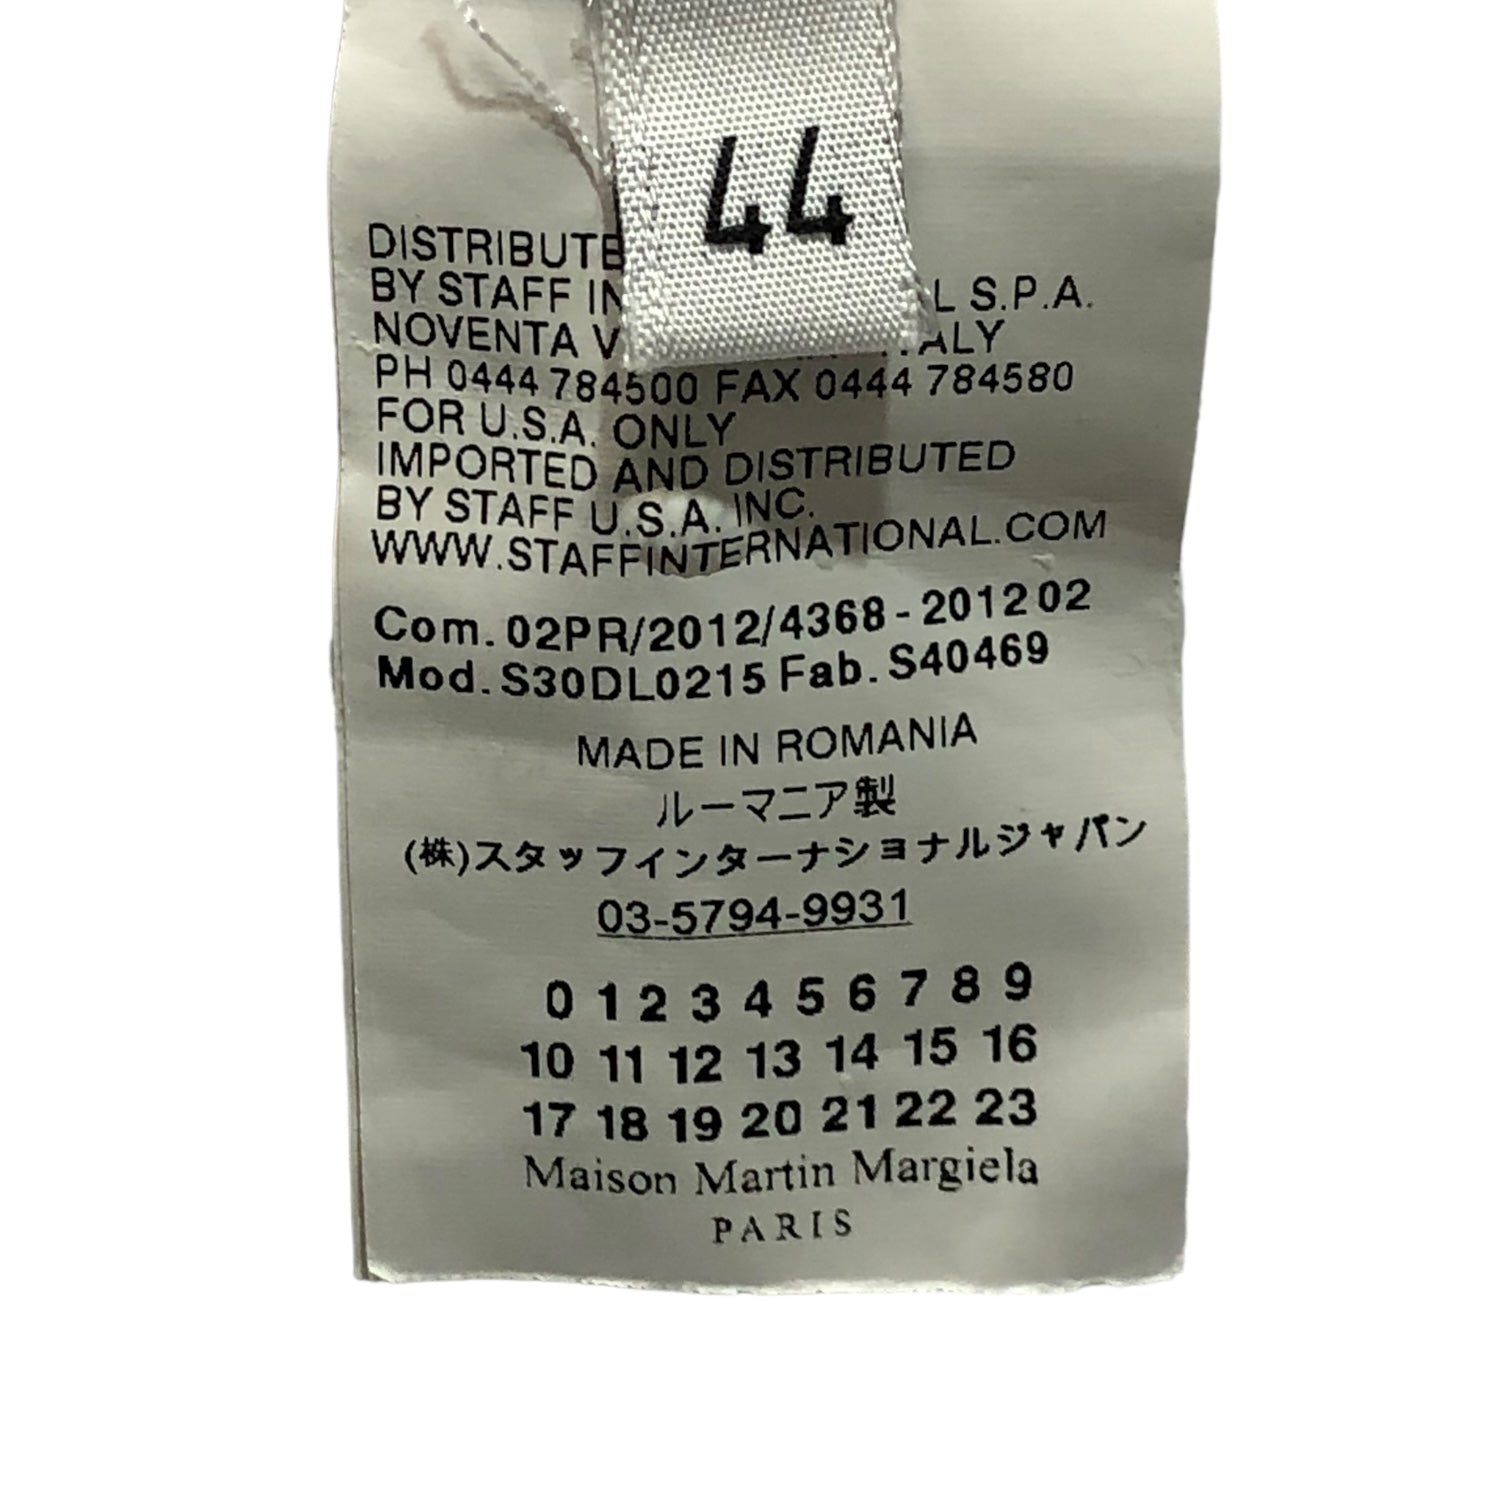 44
DISTRIBUTE
BY STAFF IN L S.P.A.
NOVENTA V ITALY
PH 0444 784500 FAX 0444 784580
FOR U.S.A. ONLY
IMPORTED AND DISTRIBUTED
BY STAFF U.S.A. INC.
WWW.STAFFINTERNATIONAL.COM
Com. 02PR/2012/4368 - 2012 02
Mod. S30DL0215 Fab. S40469
MADE IN ROMANIA
ルーマニア製
(株)スタッフインターナショナルジャパン
03-5794-9931
0 1 2 3 4 5 6 7 8 9
10 11 12 13 14 15 16
17 18 19 20 21 22 23
Maison Martin Margiela
PARIS